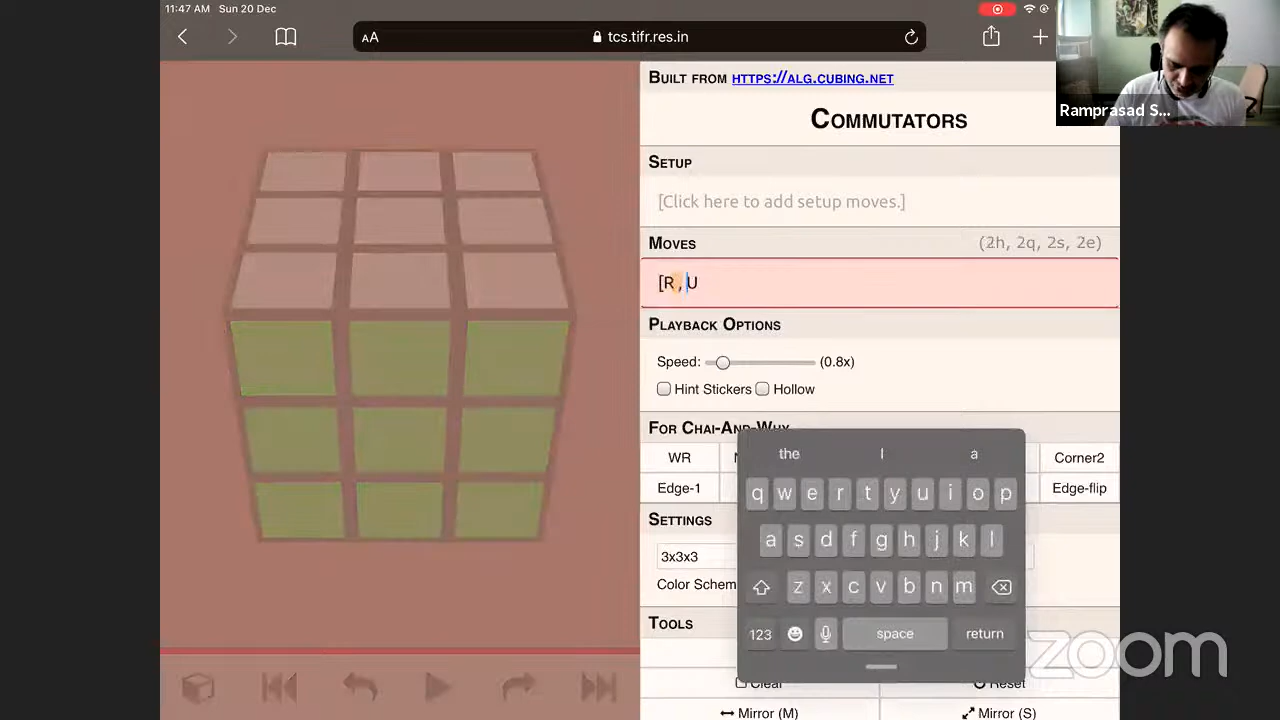 11:47 AM Sun 20 Dec
AA tcs.tifr.res.in
BUILT FROM HTTPS://ALG.CUBING.NET
Ramprasad S...
COMMUTATORS
SETUP
[Click here to add setup moves.]
MOVES (2h, 2q, 2s, 2e)
[R, U
PLAYBACK OPTIONS
Speed: (0.8x)
Hint Stickers Hollow
FOR CHAI-AND-WHY
the I a
WR Corner2
q w e r t y u i o p
Edge-1 Edge-flip
SETTINGS
a s d f g h j k l
3x3x3
Color Schem
z x c v b n m
TOOLS
123 space return
zoom
Clear Reset
Mirror (M) Mirror (S)